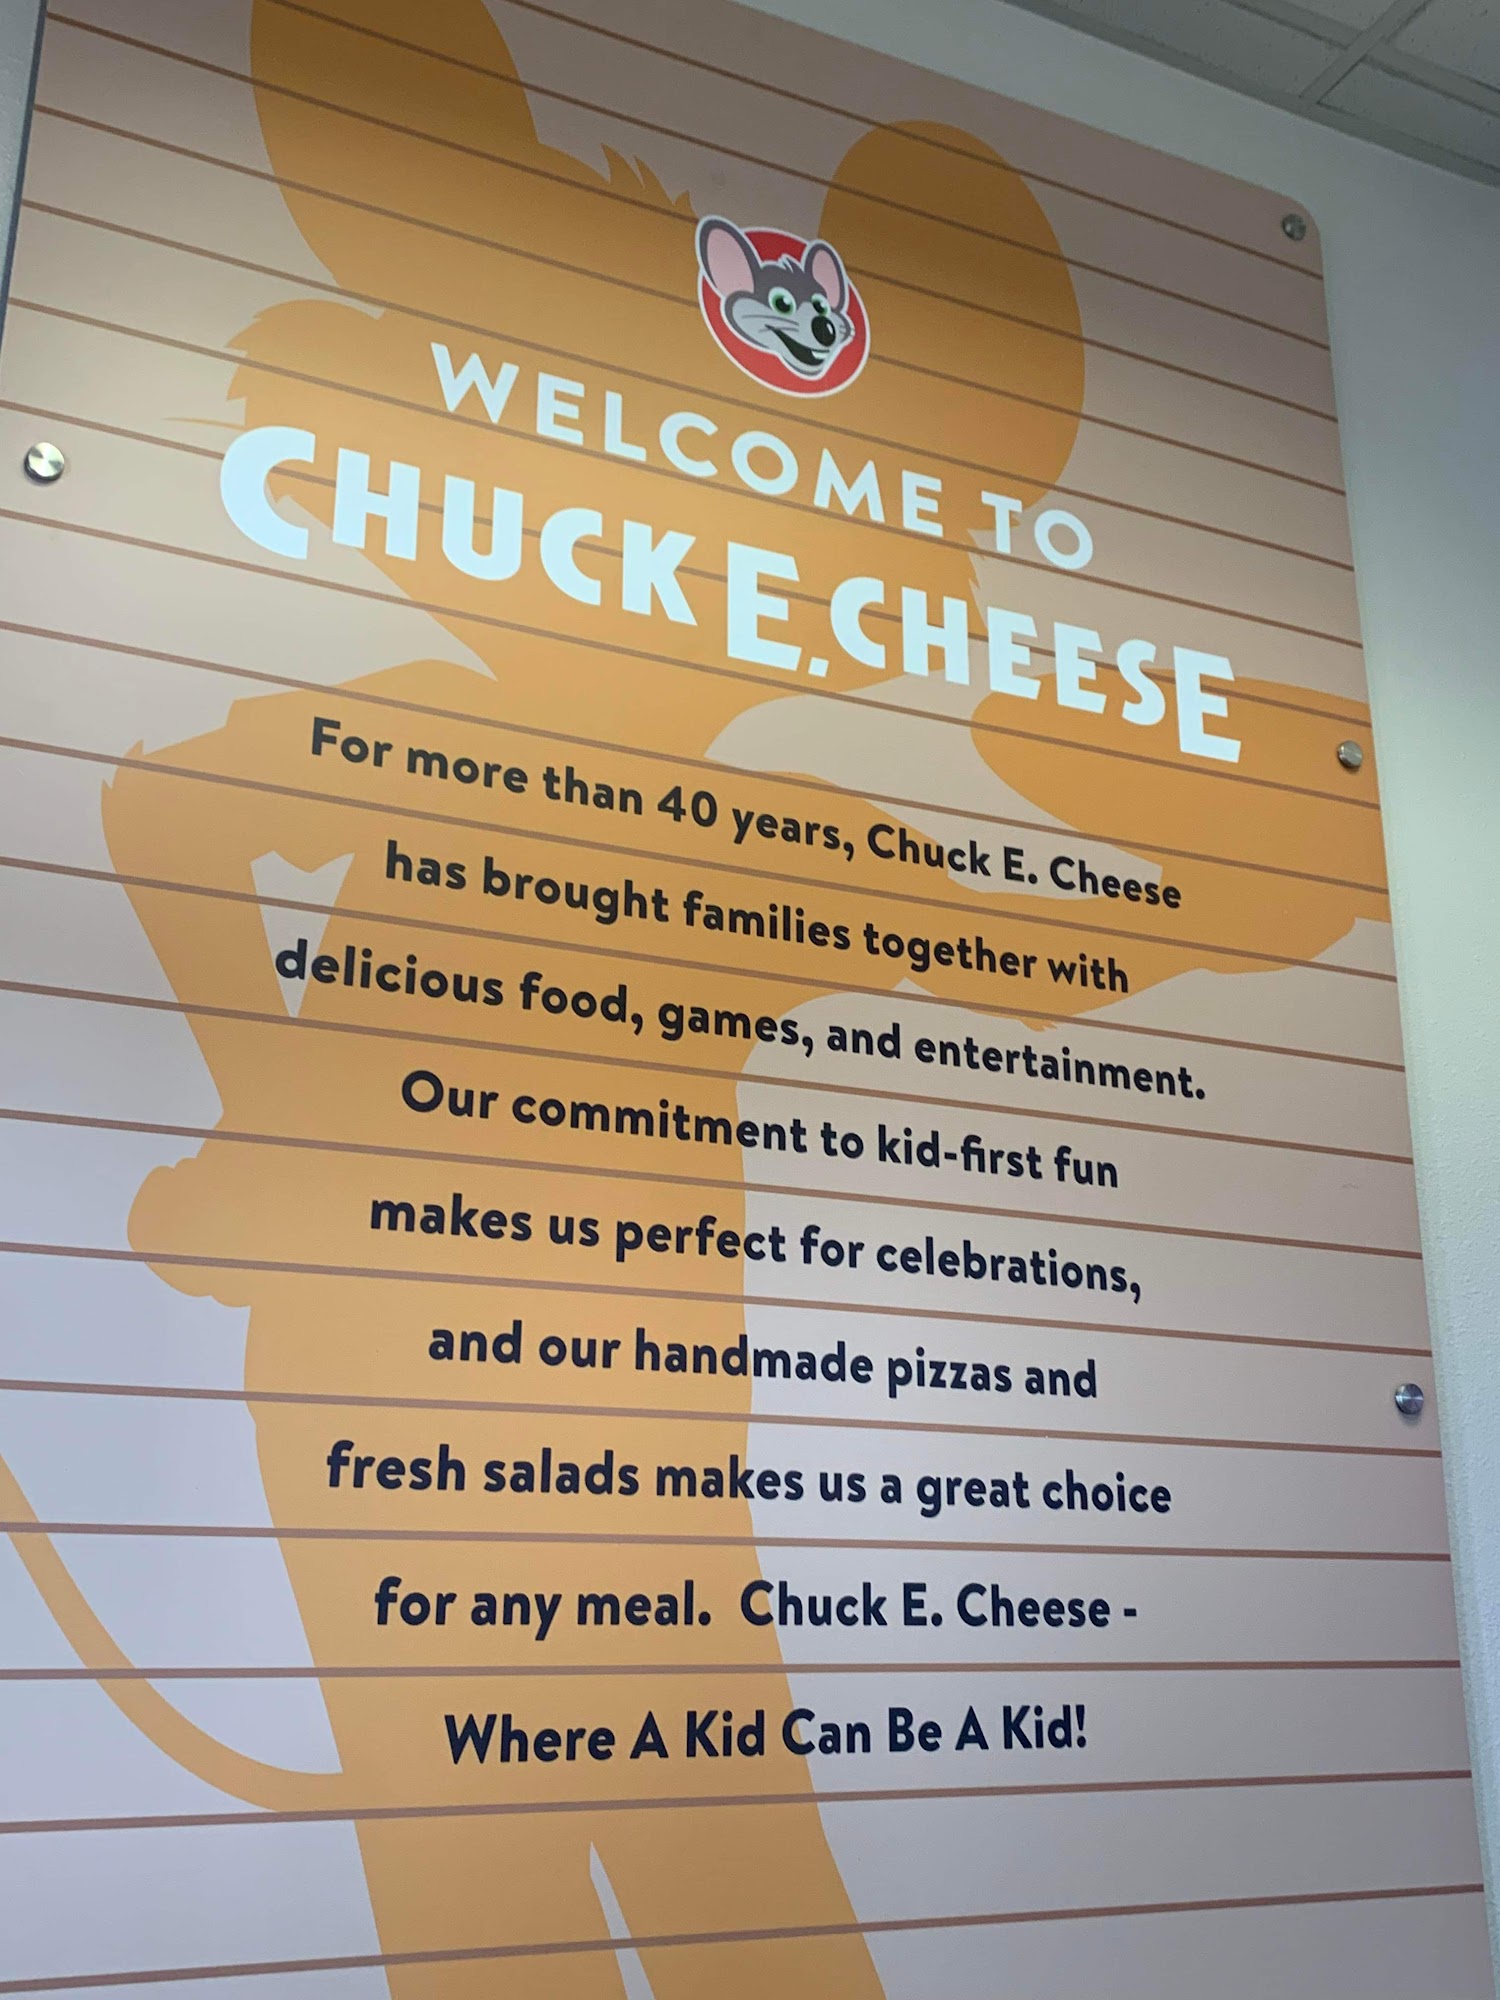 WELCOME TO
CHUCK E. CHEESE
For more than 40 years, Chuck E. Cheese
has brought families together with
delicious food, games, and entertainment.
Our commitment to kid-first fun
makes us perfect for celebrations,
and our handmade pizzas and
fresh salads makes us a great choice
for any meal.  Chuck E. Cheese -
Where A Kid Can Be A Kid!